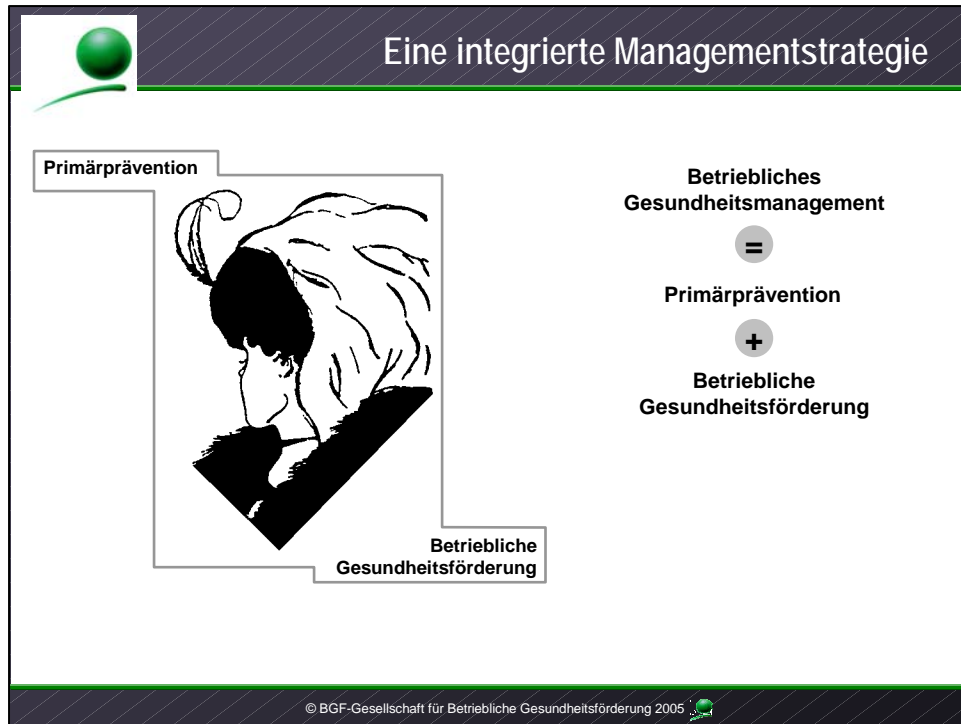 Eine integrierte Managementstrategie
Primärprävention
Betriebliche
Gesundheitsförderung
Betriebliches
Gesundheitsmanagement
=
Primärprävention
+
Betriebliche
Gesundheitsförderung
© BGF-Gesellschaft für Betriebliche Gesundheitsförderung 2005